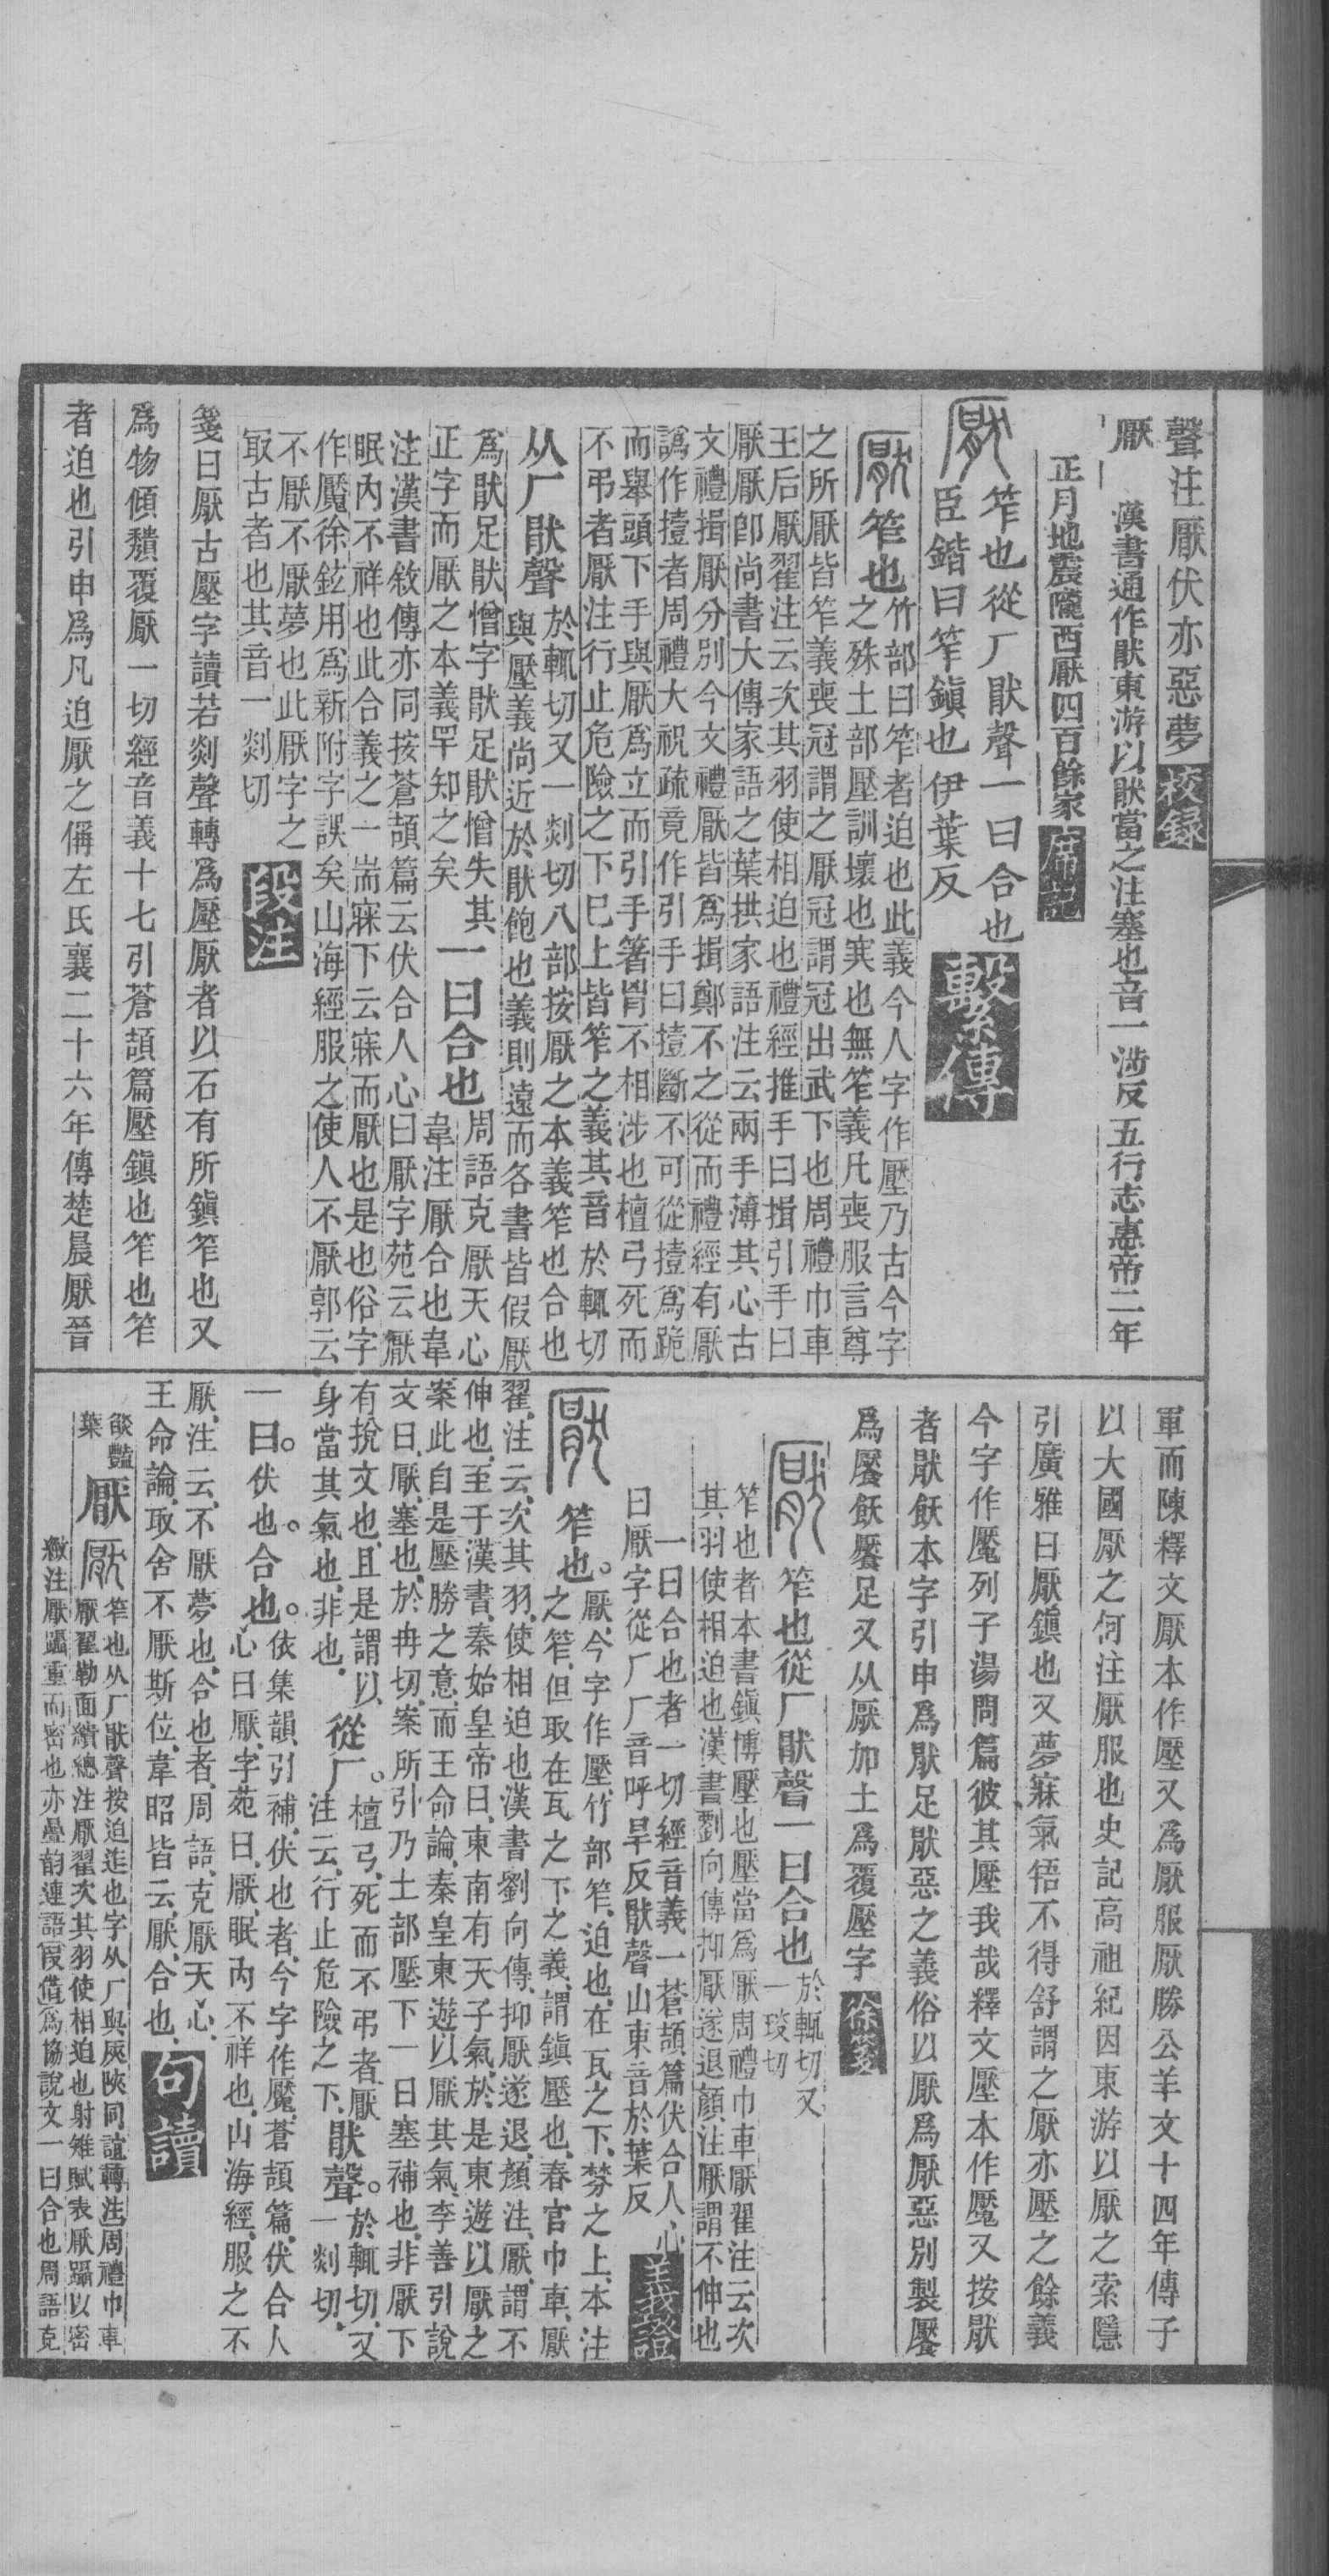 聲注厭伏亦惡夢 校錄
厭 漢書通作猒東游以猒當之注塞也音一涉反五行志惠帝二年
正月地震隴西厭四百餘家 席記
笮也從厂猒聲一曰合也
臣鍇曰笮鎮也伊葉反 繫傳
笮也
竹部曰笮者迫也此義今人字作壓乃古今字
之殊土部壓訓壞也寞也無笮義凡喪服言尊
之所厭皆笮義喪冠謂之厭冠謂冠出武下也周禮巾車
王后厭翟注云次其羽使相迫也禮經推手曰揖引手曰
厭厭卽尚書大傳家語之葉拱家語注云兩手薄其心古
文禮揖厭分別今文禮厭皆爲揖鄭不之從而禮經有厭
譌作撎者周禮大祝疏竟作引手曰撎斷不可從撎爲跪
而舉頭下手與厭爲立而引手箸胷不相涉也檀弓死而
不弔者厭注行止危險之下巳上皆笮之義其音於輒切
从厂猒聲
於輒切又一剡切八部按厭之本義笮也合也
與壓義尚近於猒飽也義則遠而各書皆假厭
爲猒足猒憎字猒足猒憎失其
正字而厭之本義罕知之矣
一曰合也
周語克厭天心
韋注厭合也韋
注漢書敘傳亦同按蒼頡篇云伏合人心曰厭字苑云厭
眠內不祥也此合義之一耑寐下云寐而厭也是也俗字
作魘徐鉉用爲新附字誤矣山海經服之使人不厭郭云
不厭不厭夢也此厭字之
㝡古者也其音一剡切 段注
箋曰厭古壓字讀若剡聲轉爲壓厭者以石有所鎮笮也又
爲物傾穨覆厭一切經音義十七引蒼頡篇壓鎮也笮也笮
者迫也引申爲凡迫厭之偁左氏襄二十六年傳楚晨厭晉
軍而陳釋文厭本作壓又爲厭服厭勝公羊文十四年傳子
以大國厭之何注厭服也史記高祖紀因東游以厭之索隱
引廣雅曰厭鎮也又夢寐氣牾不得舒謂之厭亦壓之餘義
今字作魘列子湯問篇彼其壓我哉釋文壓本作魘又按猒
者猒飫本字引申爲猒足猒惡之義俗以厭爲厭惡別製饜
爲饜飫饜足又从厭加土爲覆壓字 徐箋
笮也從厂猒聲一曰合也
於輒切又
一琰切
笮也者本書鎮博壓也壓當爲厭周禮巾車厭翟注云次
其羽使相迫也漢書劉向傳抑厭遂退顏注厭謂不伸也
一曰合也者一切經音義一蒼頡篇伏合人心
曰厭字從厂厂音呼旱反猒聲山東音於葉反 義證
笮也。
厭今字作壓竹部笮迫也在瓦之下棼之上本注
之笮但取在瓦之下之義謂鎮壓也春官巾車厭
翟注云次其羽使相迫也漢書劉向傳抑厭遂退顏注厭謂不
伸也至于漢書秦始皇帝曰東南有天子氣於是東遊以厭之
案此自是壓勝之意而王命論秦皇東遊以厭其氣李善引說
文曰厭塞也於冉切案所引乃土部壓下一曰塞補也非厭下
有挩文也且是謂以
身當其氣也非也
從厂。
檀弓死而不弔者厭
注云行止危險之下
猒聲。
於輒切又
一剡切
一曰。伏也。合也。
依集韻引補伏也者今字作魘蒼頡篇伏合人
心曰厭字苑曰厭眠內不祥也山海經服之不
厭注云不厭夢也合也者周語克厭天心
王命論取舍不厭斯位韋昭皆云厭合也 句讀
燄豔
葉
厭
笮也从厂猒聲按迫迮也字从厂與灰陝同誼轉注周禮巾車
厭翟勒面繢總注厭翟次其羽使相迫也射雉賦表厭躡以密
緻注厭躡重而密也亦疊韵連語叚借爲協說文一曰合也周語克